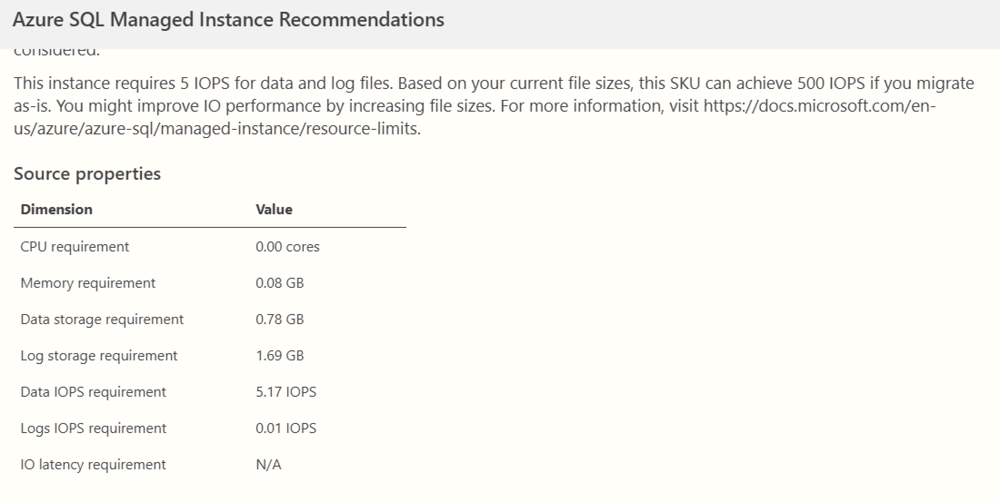 Azure SQL Managed Instance Recommendations
considered.
This instance requires 5 IOPS for data and log files. Based on your current file sizes, this SKU can achieve 500 IOPS if you migrate
as-is. You might improve IO performance by increasing file sizes. For more information, visit https://docs.microsoft.com/en-
us/azure/azure-sql/managed-instance/resource-limits.
Source properties
Dimension Value
CPU requirement 0.00 cores
Memory requirement 0.08 GB
Data storage requirement 0.78 GB
Log storage requirement 1.69 GB
Data IOPS requirement 5.17 IOPS
Logs IOPS requirement 0.01 IOPS
IO latency requirement N/A